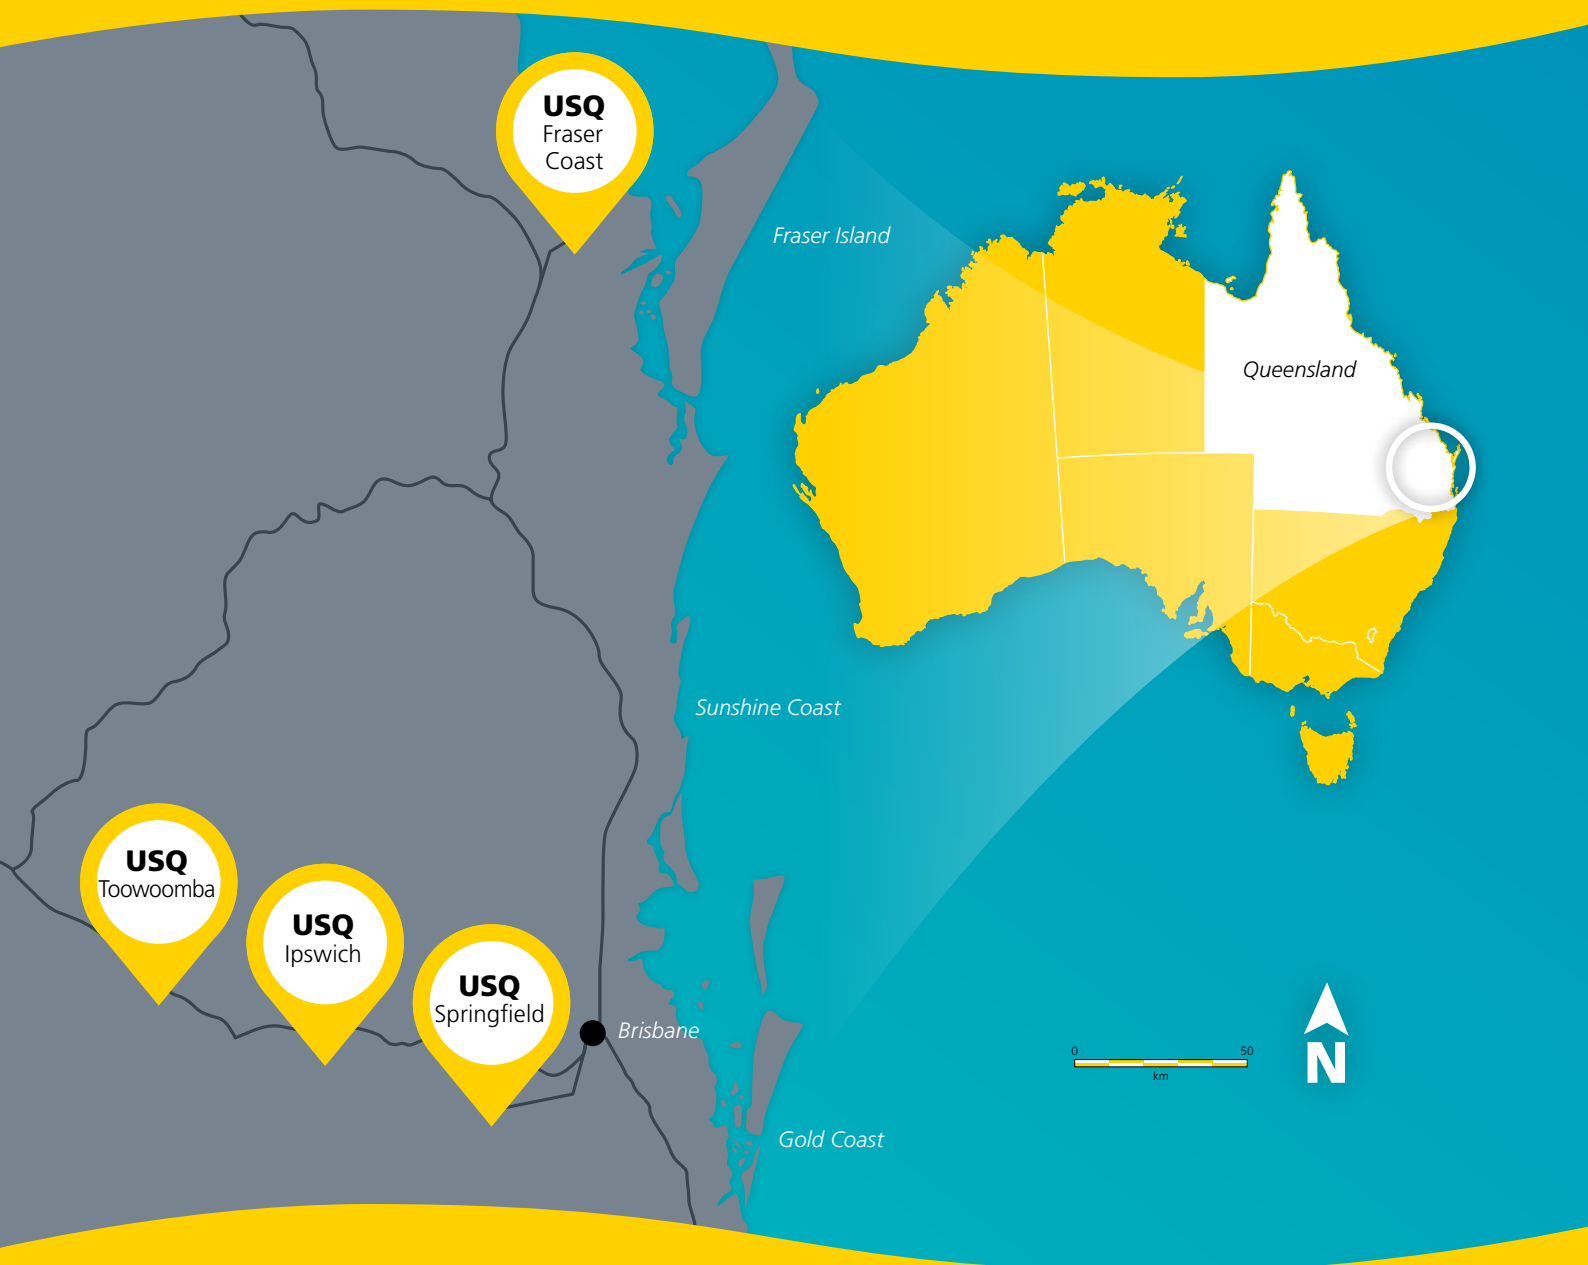 USQ
Fraser
Coast
Fraser Island
Queensland
Sunshine Coast
USQ
Toowoomba
USQ
Ipswich
USQ
Springfield
Brisbane
0 50
km
N
Gold Coast